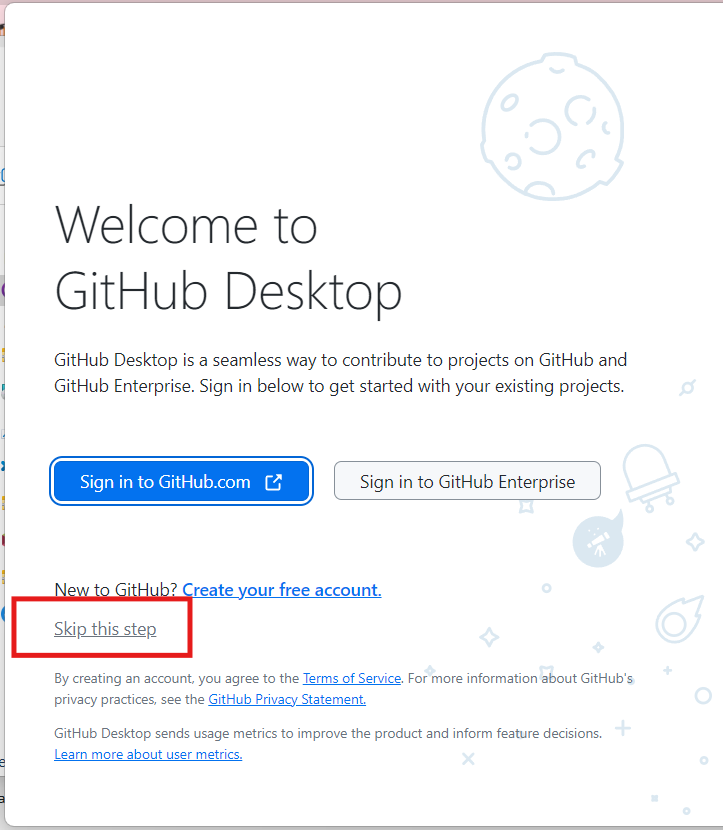 Welcome to
GitHub Desktop
GitHub Desktop is a seamless way to contribute to projects on GitHub and
GitHub Enterprise. Sign in below to get started with your existing projects.
Sign in to GitHub.com
Sign in to GitHub Enterprise
New to GitHub? Create your free account.
Skip this step
By creating an account, you agree to the Terms of Service. For more information about GitHub's
privacy practices, see the GitHub Privacy Statement.
GitHub Desktop sends usage metrics to improve the product and inform feature decisions.
Learn more about user metrics.